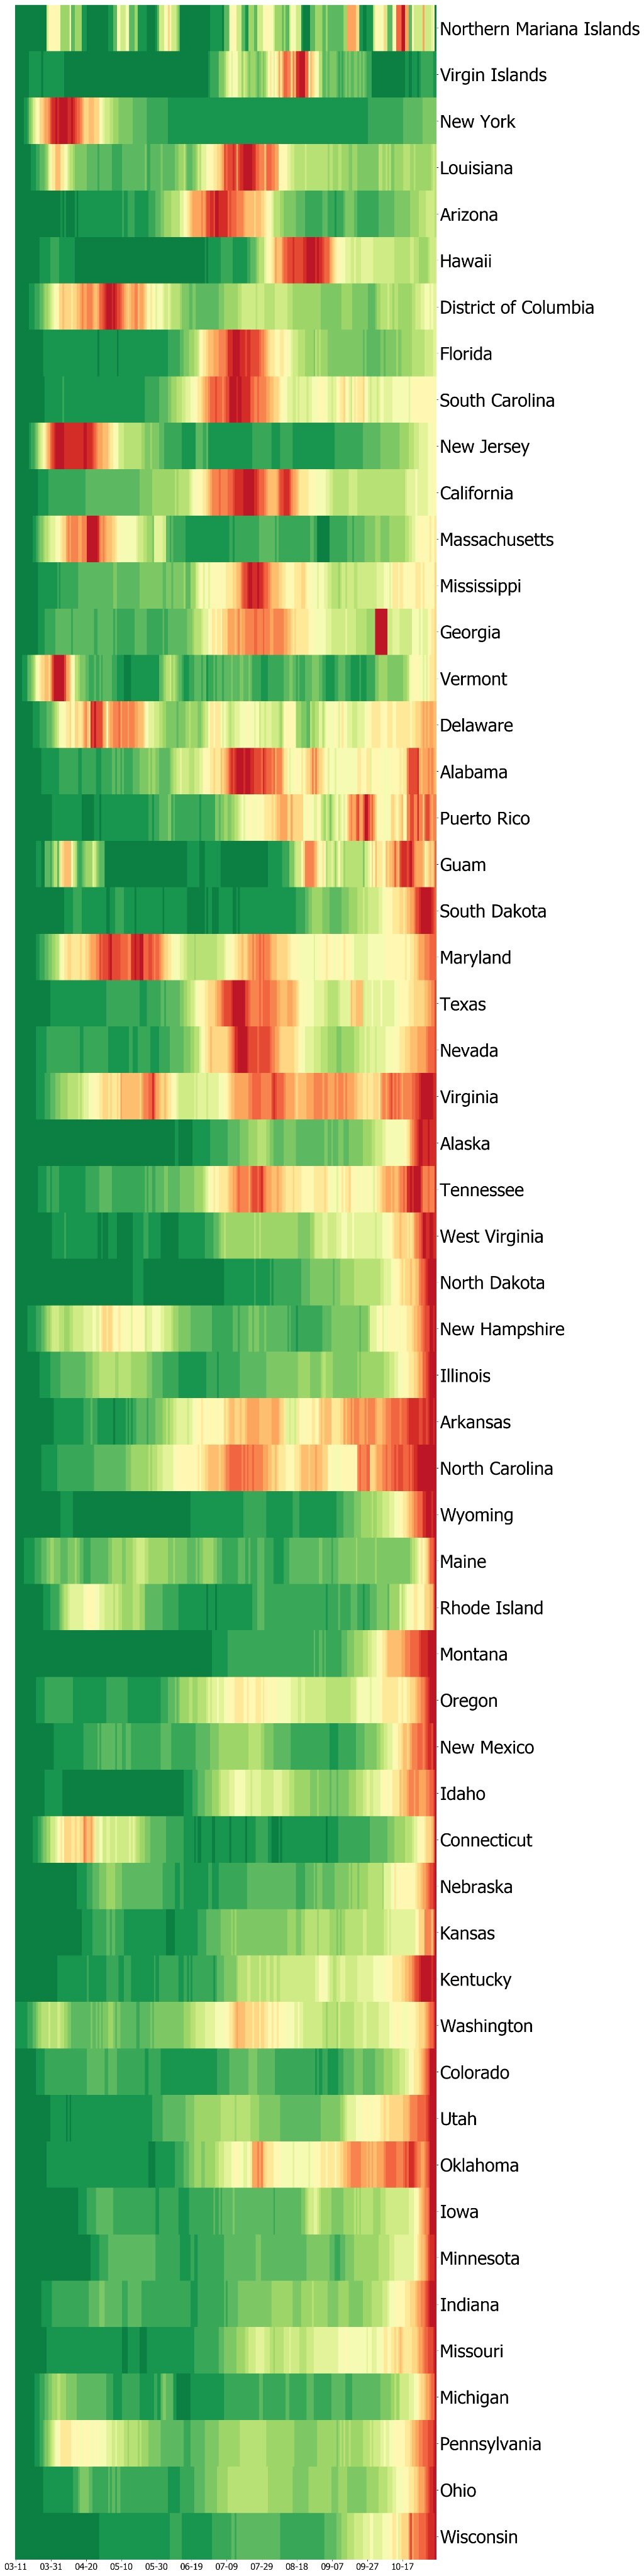 Northern Mariana Islands
Virgin Islands
New York
Louisiana
Arizona
Hawaii
District of Columbia
Florida
South Carolina
New Jersey
California
Massachusetts
Mississippi
Georgia
Vermont
Delaware
Alabama
Puerto Rico
Guam
South Dakota
Maryland
Texas
Nevada
Virginia
Alaska
Tennessee
West Virginia
North Dakota
New Hampshire
Illinois
Arkansas
North Carolina
Wyoming
Maine
Rhode Island
Montana
Oregon
New Mexico
Idaho
Connecticut
Nebraska
Kansas
Kentucky
Washington
Colorado
Utah
Oklahoma
Iowa
Minnesota
Indiana
Missouri
Michigan
Pennsylvania
Ohio
Wisconsin
03-11 03-31 04-20 05-10 05-30 06-19 07-09 07-29 08-18 09-07 09-27 10-17